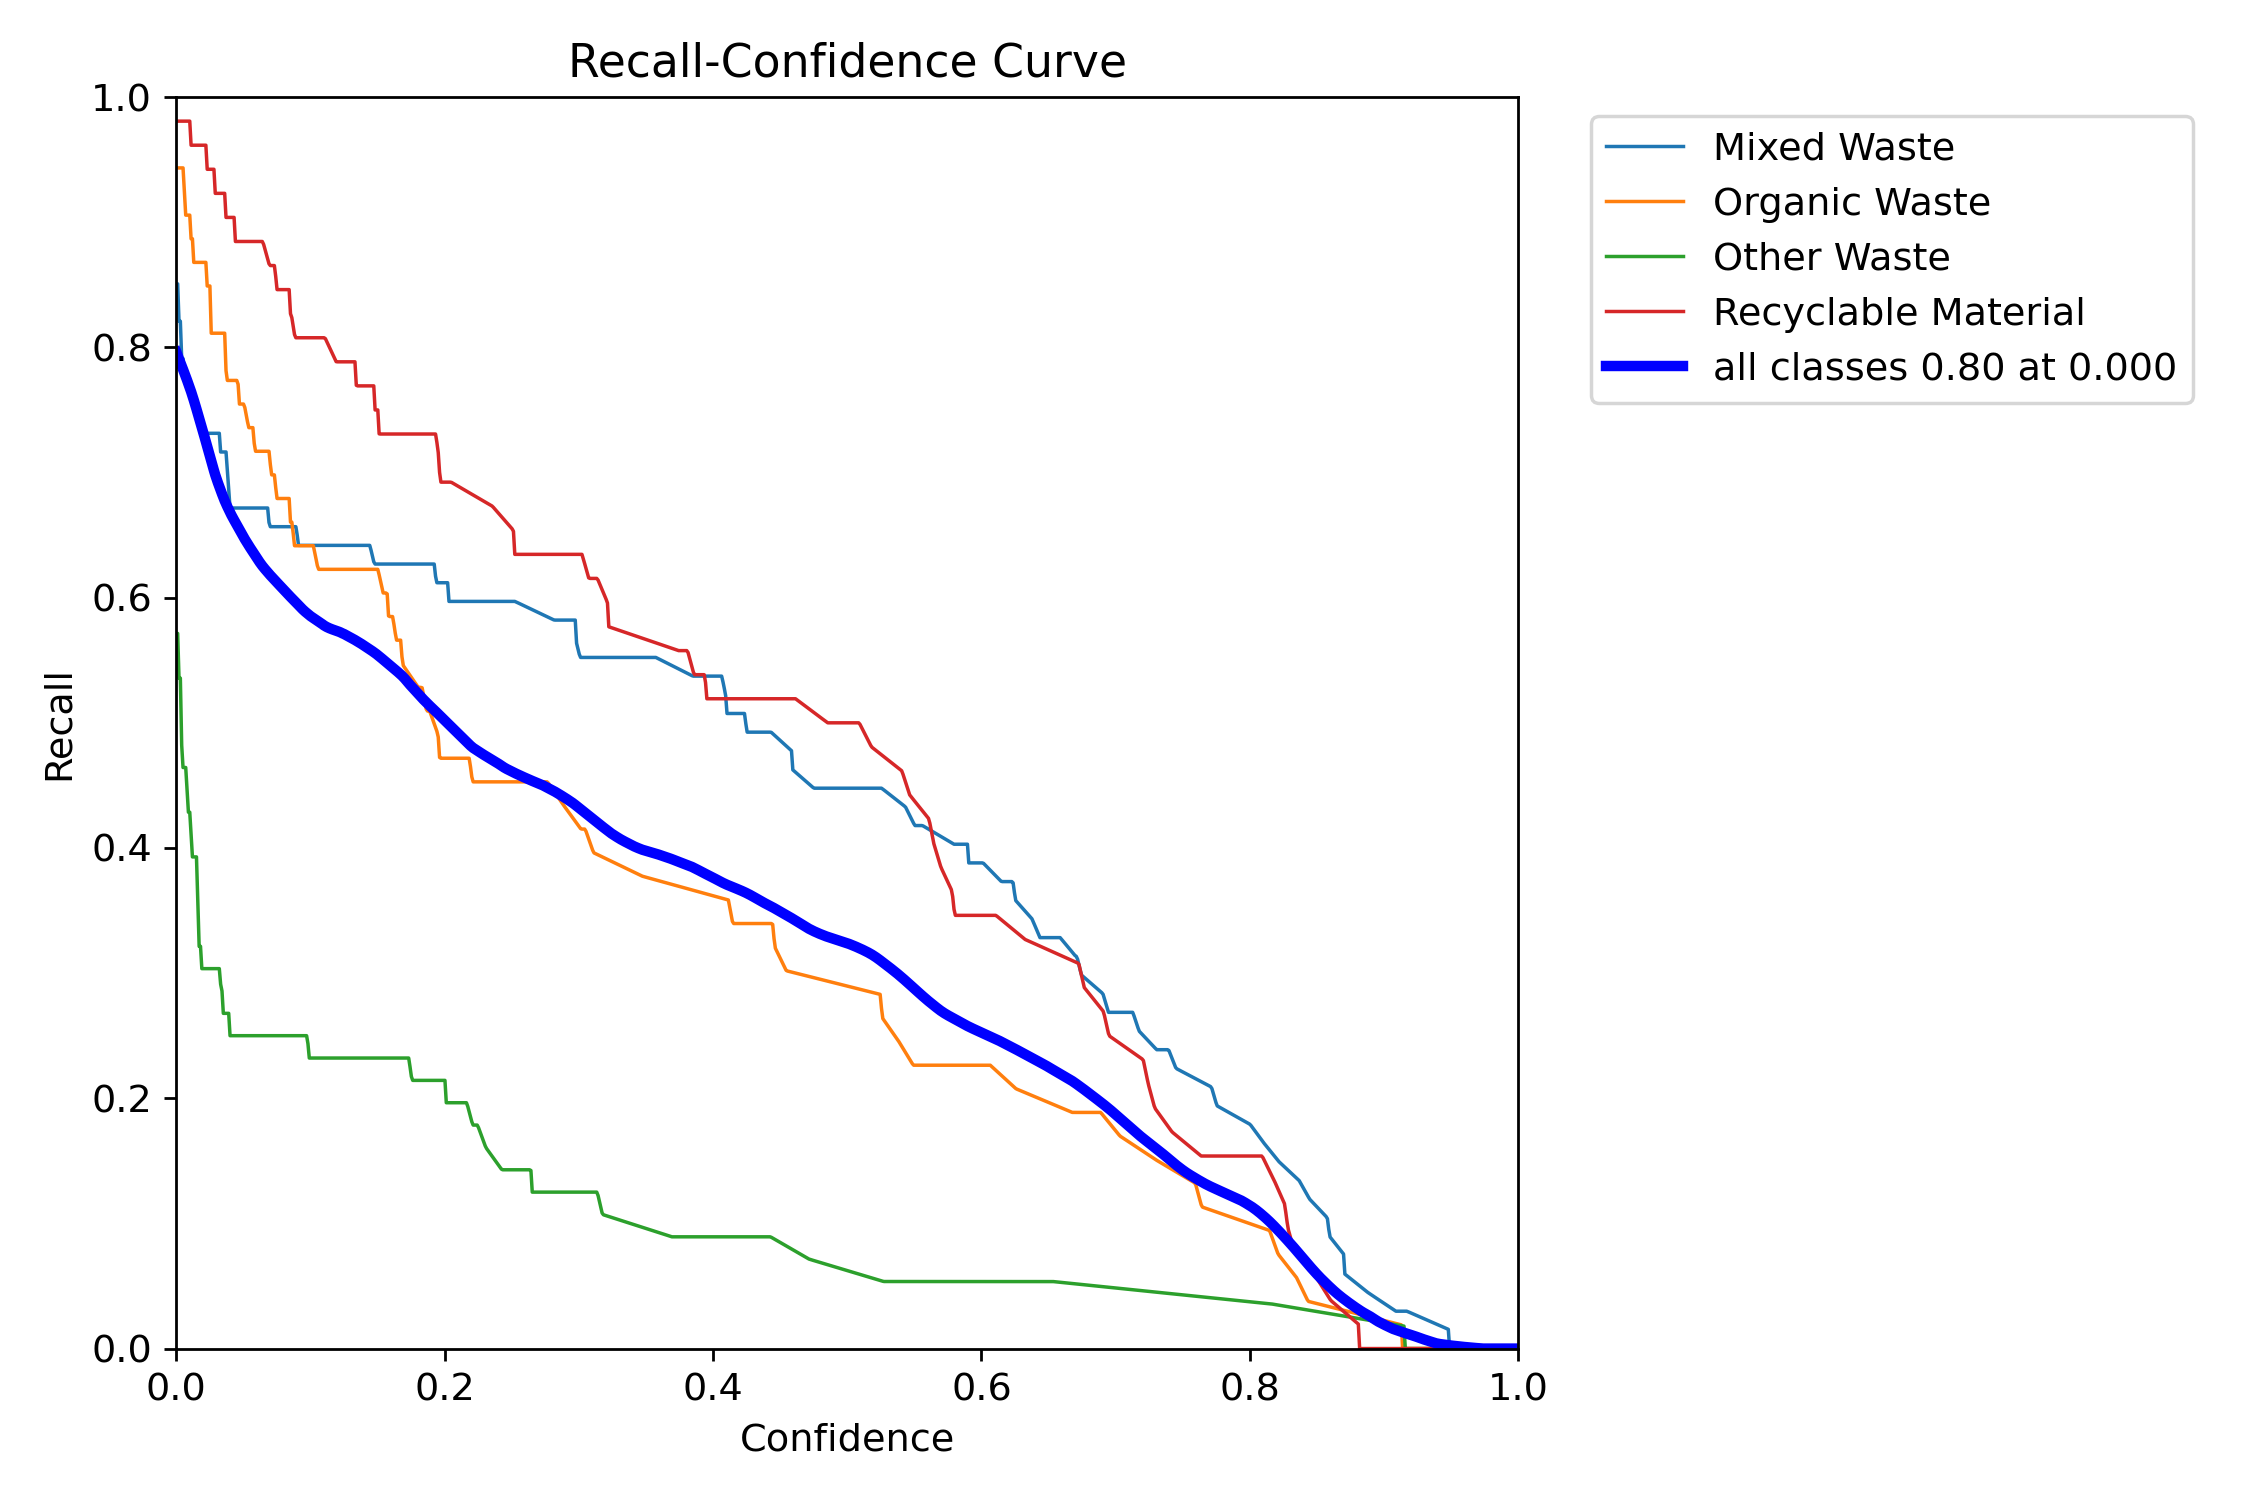 Recall-Confidence Curve
1.0
0.8
0.6
0.4
0.2
0.0
Recall
0.0 0.2 0.4 0.6 0.8 1.0
Confidence
Mixed Waste
Organic Waste
Other Waste
Recyclable Material
all classes 0.80 at 0.000